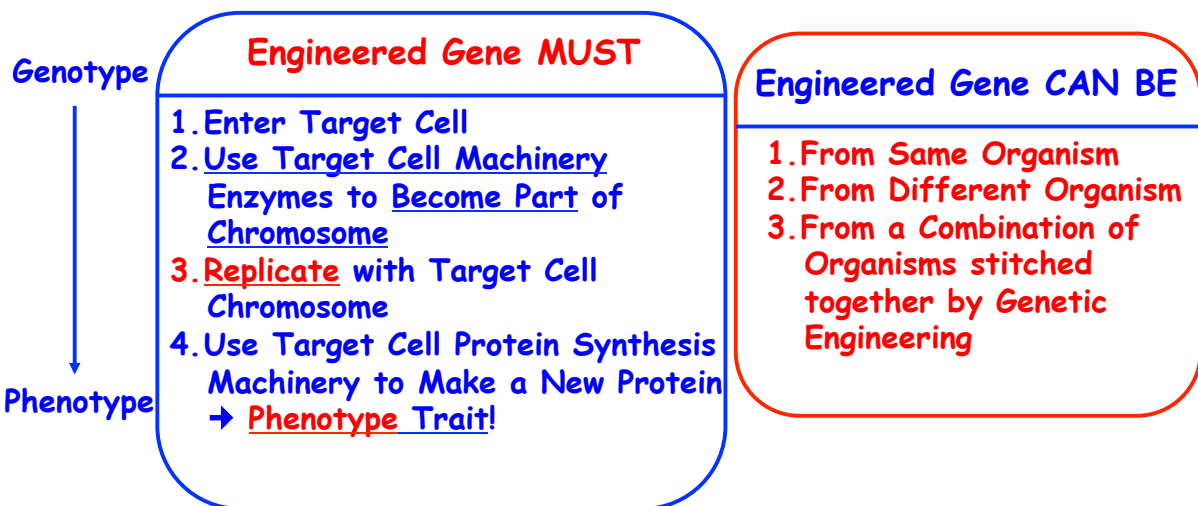 Genotype
Phenotype
Engineered Gene MUST
1.Enter Target Cell
2.Use Target Cell Machinery
Enzymes to Become Part of
Chromosome
3.Replicate with Target Cell
Chromosome
4.Use Target Cell Protein Synthesis
Machinery to Make a New Protein
→ Phenotype Trait!
Engineered Gene CAN BE
1.From Same Organism
2.From Different Organism
3.From a Combination of
Organisms stitched
together by Genetic
Engineering